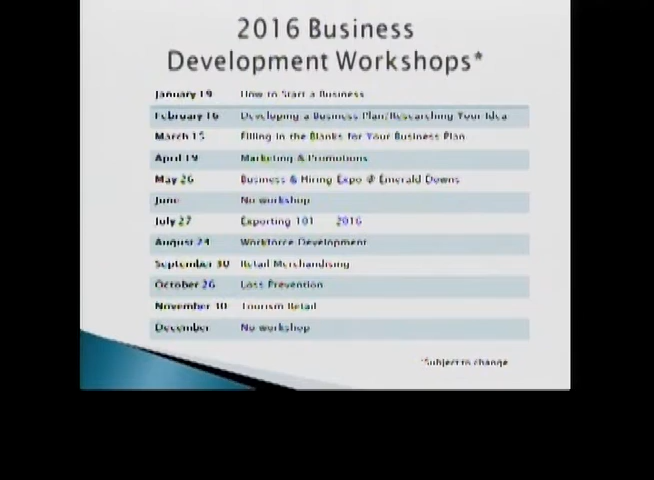 2016 Business
Development Workshops*
January 19 How to Start a Business
February 16 Developing a Business Plan/Researching Your Idea
March 15 Filling in the Blanks for Your Business Plan
April 19 Marketing & Promotions
May 26 Business & Hiring Expo @ Emerald Downs
June No workshop
July 27 Exporting 101 2016
August 24 Workforce Development
September 30 Retail Merchandising
October 26 Loss Prevention
November 30 Tourism Retail
December No workshop
*Subject to change